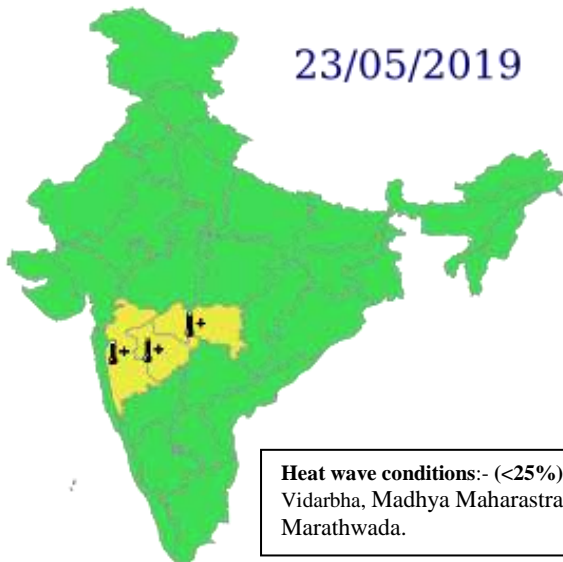 23/05/2019
Heat wave conditions:- (<25%)
Vidarbha, Madhya Maharastra
Marathwada.